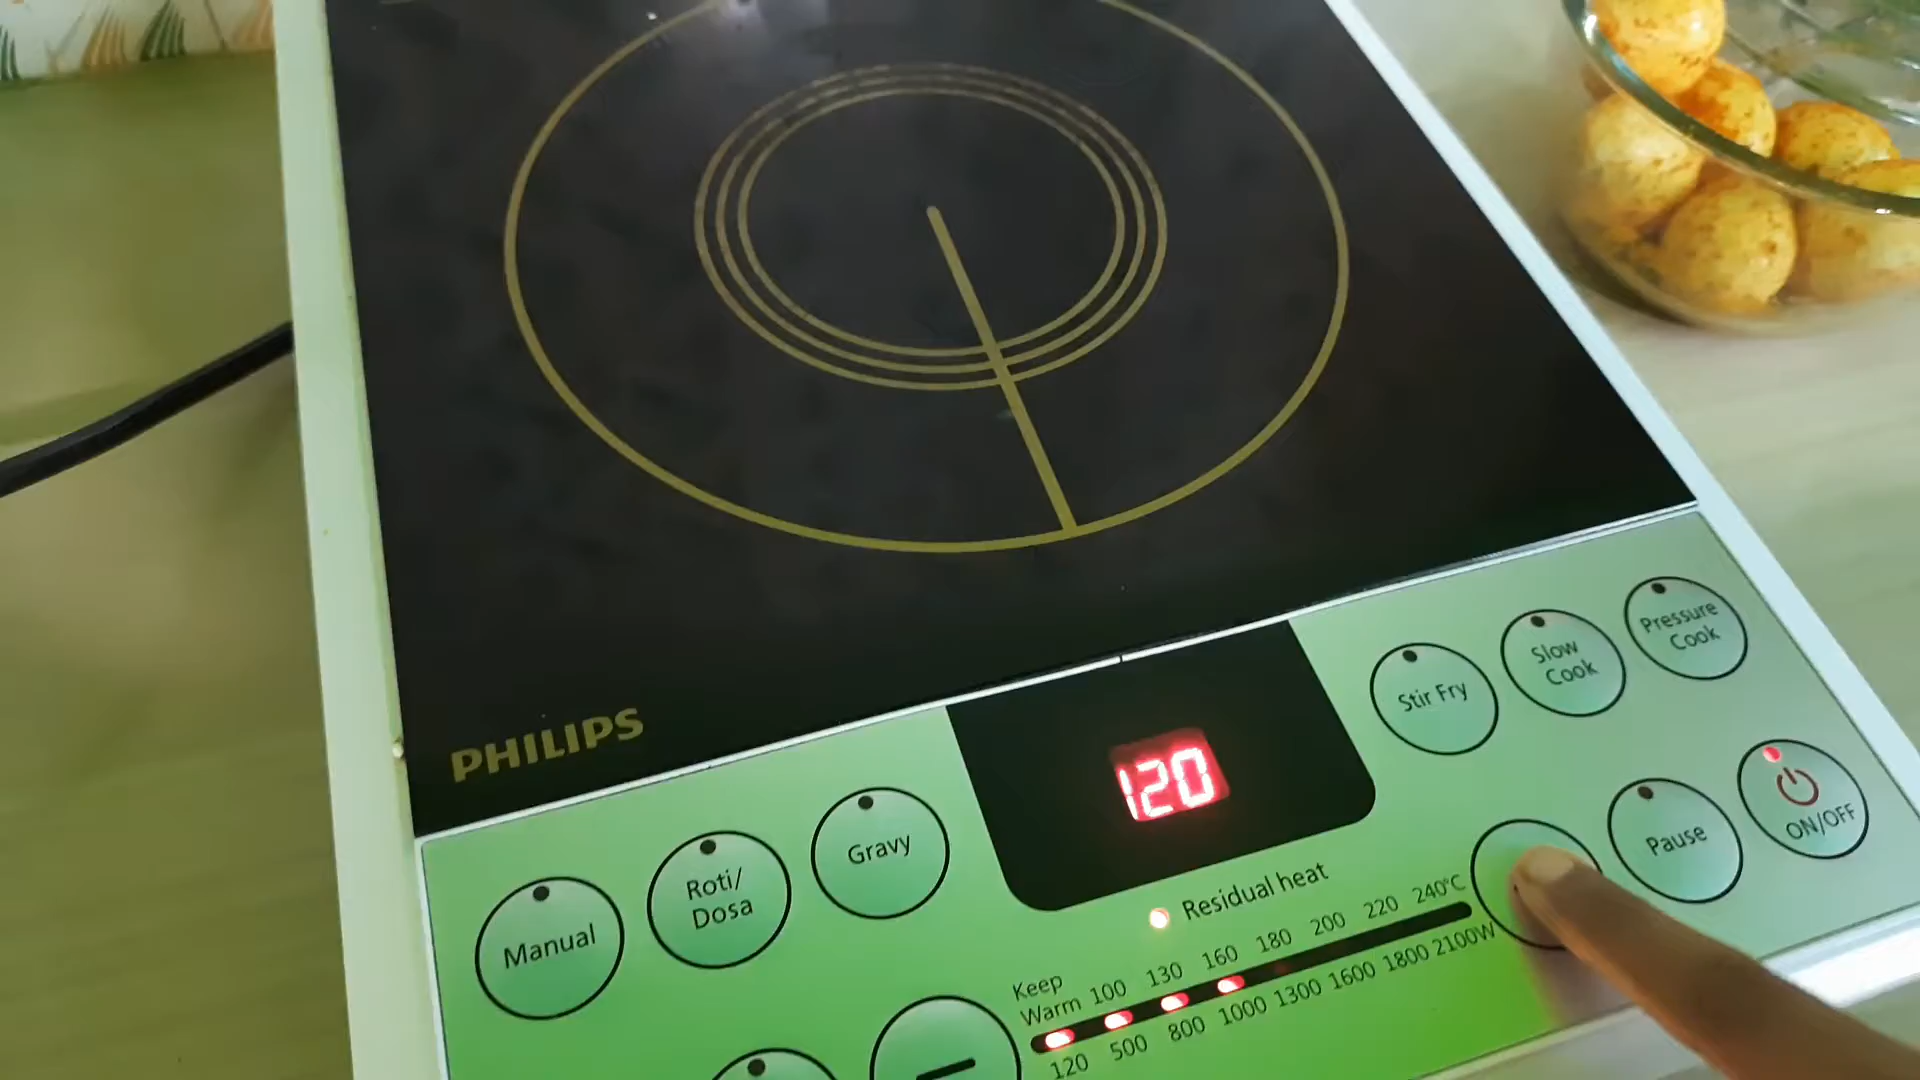 PHILIPS
Manual
Roti/
Dosa
Gravy
120
Stir Fry
Slow
Cook
Pressure
Cook
Pause
ON/OFF
Residual heat
Keep
Warm 100 130 160 180 200 220 240°C
120 500 800 1000 1300 1600 1800 2100W
−